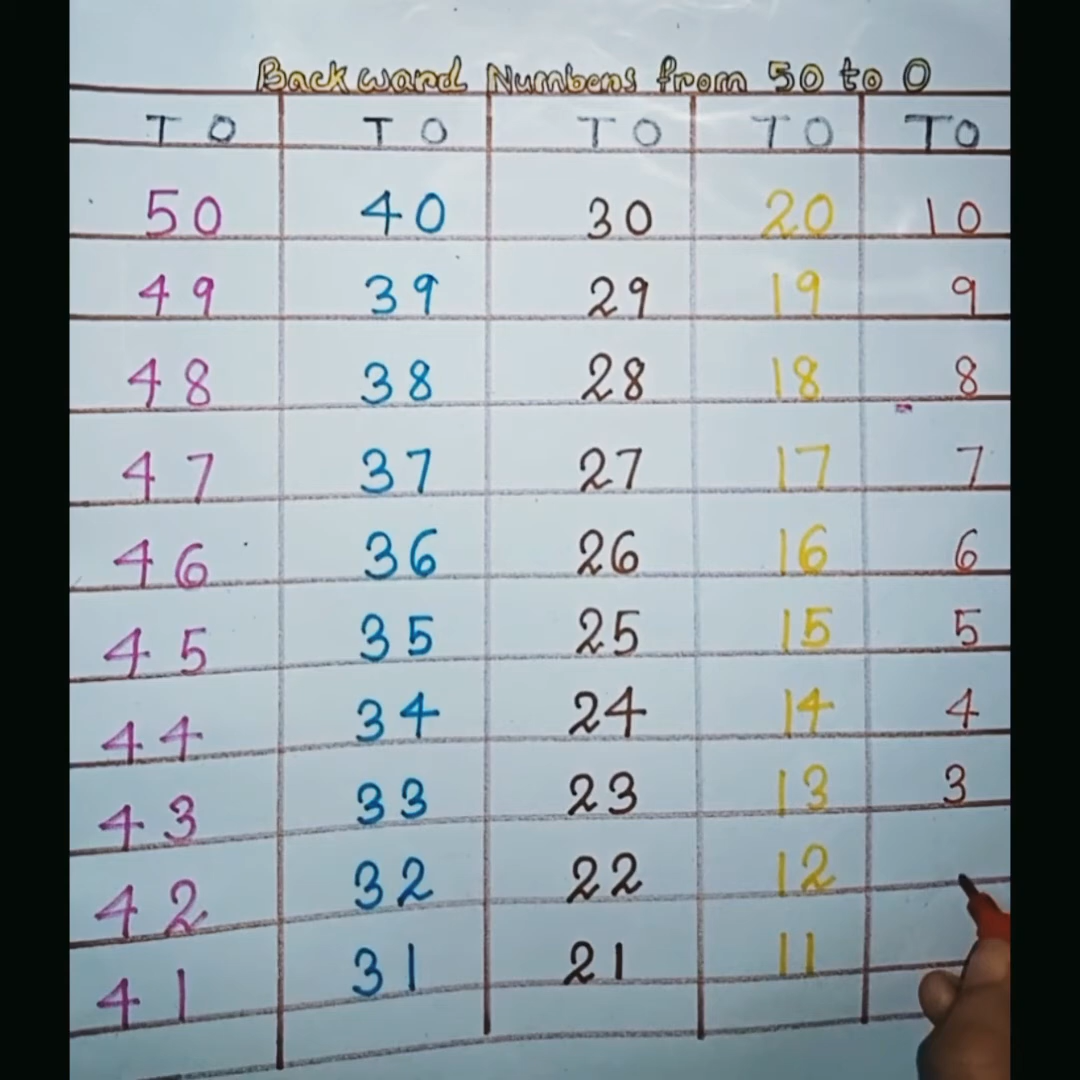 Backward Numbers from 50 to 0
T O T O T O T O T O
50 40 30 20 10
49 39 29 19 9
48 38 28 18 8
47 37 27 17 7
46 36 26 16 6
45 35 25 15 5
44 34 24 14 4
43 33 23 13 3
42 32 22 12
41 31 21 11